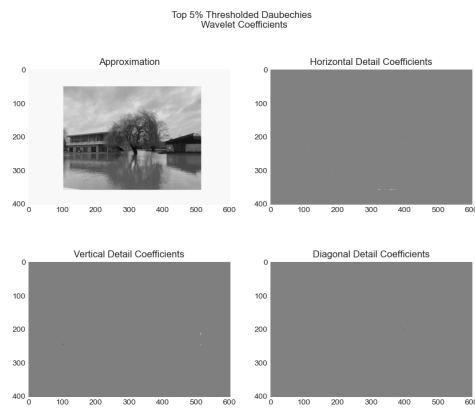 Top 5% Thresholded Daubechies
Wavelet Coefficients
Approximation
0
100
200
300
400
0 100 200 300 400 500 600
Horizontal Detail Coefficients
0
100
200
300
400
0 100 200 300 400 500 600
Vertical Detail Coefficients
0
100
200
300
400
0 100 200 300 400 500 600
Diagonal Detail Coefficients
0
100
200
300
400
0 100 200 300 400 500 600